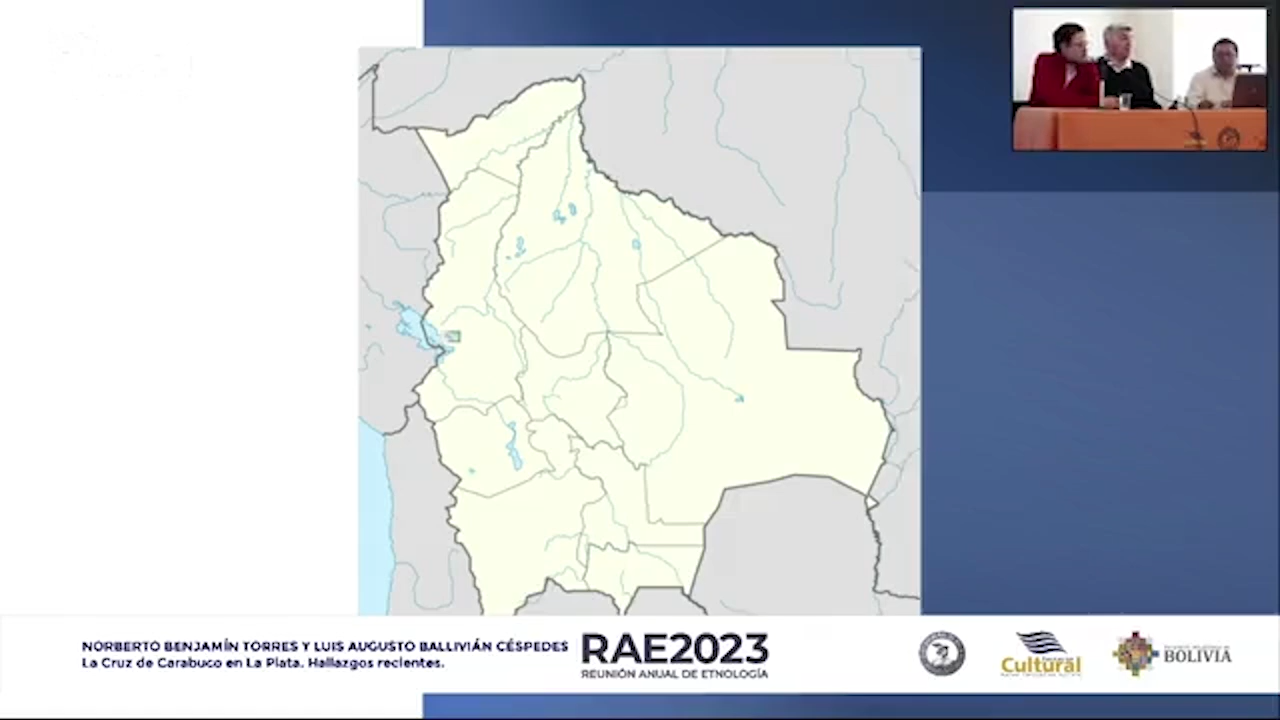 NORBERTO BENJAMÍN TORRES Y LUIS AUGUSTO BALLIVIÁN CÉSPEDES
La Cruz de Carabuco en La Plata. Hallazgos recientes.
RAE2023
REUNIÓN ANUAL DE ETNOLOGÍA
Cultural
BOLIVIA